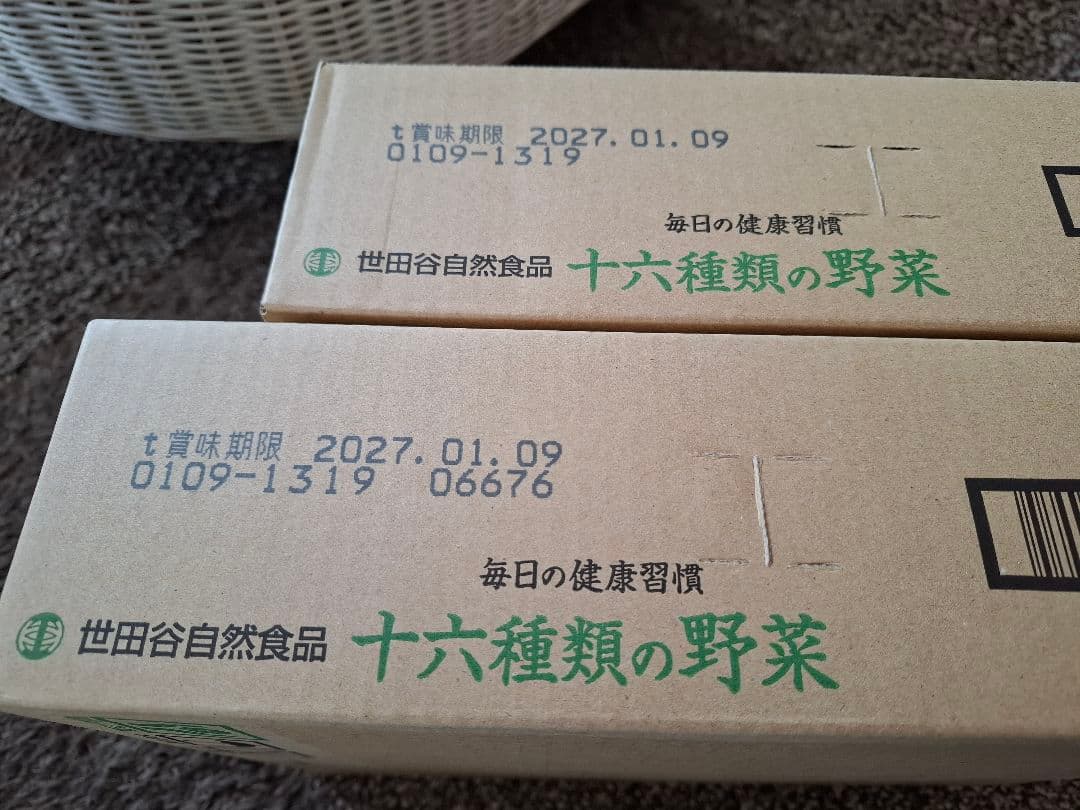 t 賞味期限 2027.01.09
0109-1319
毎日の健康習慣
世田谷自然食品 十六種類の野菜
t 賞味期限 2027.01.09
0109-1319 06676
毎日の健康習慣
世田谷自然食品 十六種類の野菜